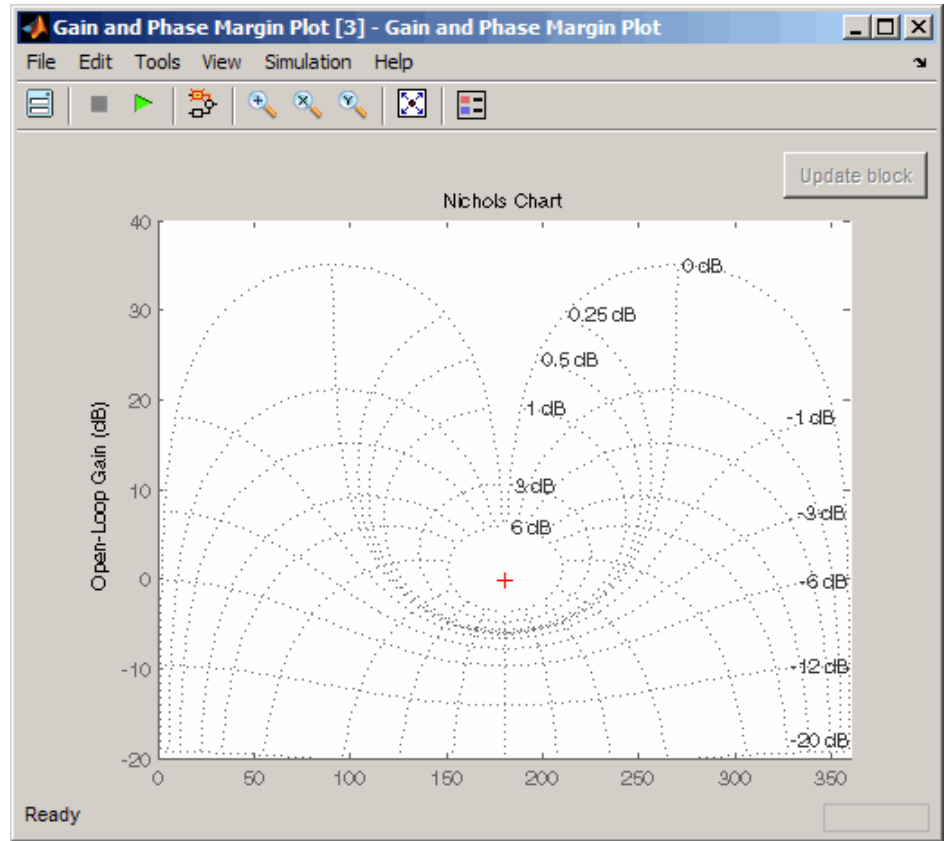 Gain and Phase Margin Plot [3] - Gain and Phase Margin Plot
File Edit Tools View Simulation Help
Update block
Nichols Chart
Open-Loop Gain (dB)
40
30
20
10
0
-10
-20
0 dB
0.25 dB
0.5 dB
1 dB
-1 dB
3 dB
-3 dB
6 dB
-6 dB
-12 dB
-20 dB
0 50 100 150 200 250 300 350
Ready